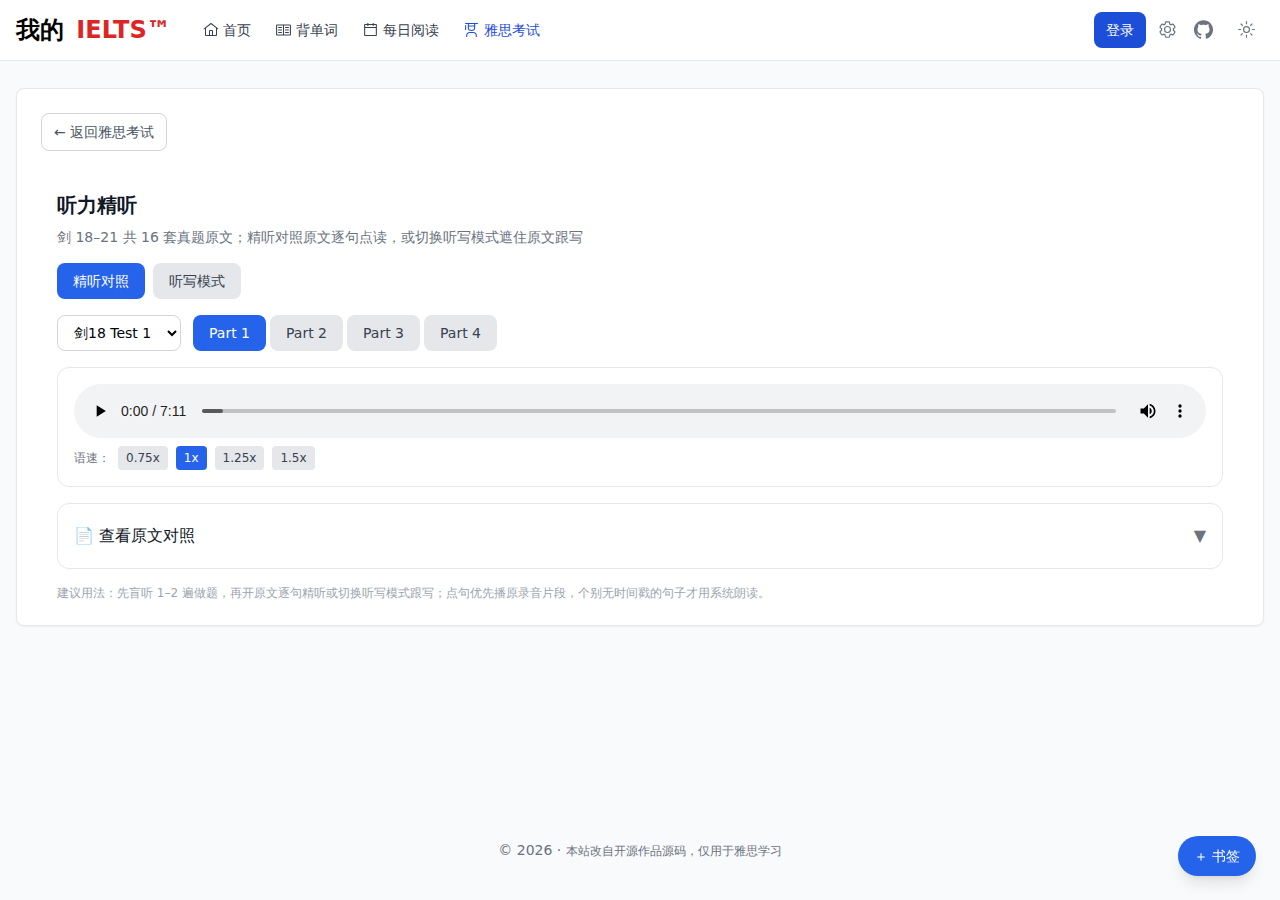 我的 IELTS™ 首页 背单词 每日阅读 雅思考试 登录
← 返回雅思考试
听力精听
剑 18–21 共 16 套真题原文；精听对照原文逐句点读，或切换听写模式遮住原文跟写
精听对照 听写模式
剑18 Test 1 Part 1 Part 2 Part 3 Part 4
0:00 / 7:11
语速： 0.75x 1x 1.25x 1.5x
📄 查看原文对照 ▼
建议用法：先盲听 1–2 遍做题，再开原文逐句精听或切换听写模式跟写；点句优先播原录音片段，个别无时间戳的句子才用系统朗读。
© 2026 · 本站改自开源作品源码，仅用于雅思学习
＋ 书签